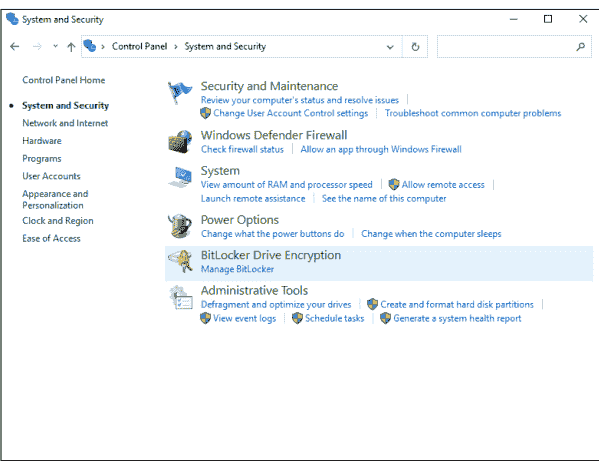 System and Security
Control Panel > System and Security
Control Panel Home
System and Security
Network and Internet
Hardware
Programs
User Accounts
Appearance and
Personalization
Clock and Region
Ease of Access
Security and Maintenance
Review your computer's status and resolve issues
Change User Account Control settings | Troubleshoot common computer problems
Windows Defender Firewall
Check firewall status | Allow an app through Windows Firewall
System
View amount of RAM and processor speed | Allow remote access
Launch remote assistance | See the name of this computer
Power Options
Change what the power buttons do | Change when the computer sleeps
BitLocker Drive Encryption
Manage BitLocker
Administrative Tools
Defragment and optimize your drives | Create and format hard disk partitions
View event logs | Schedule tasks | Generate a system health report